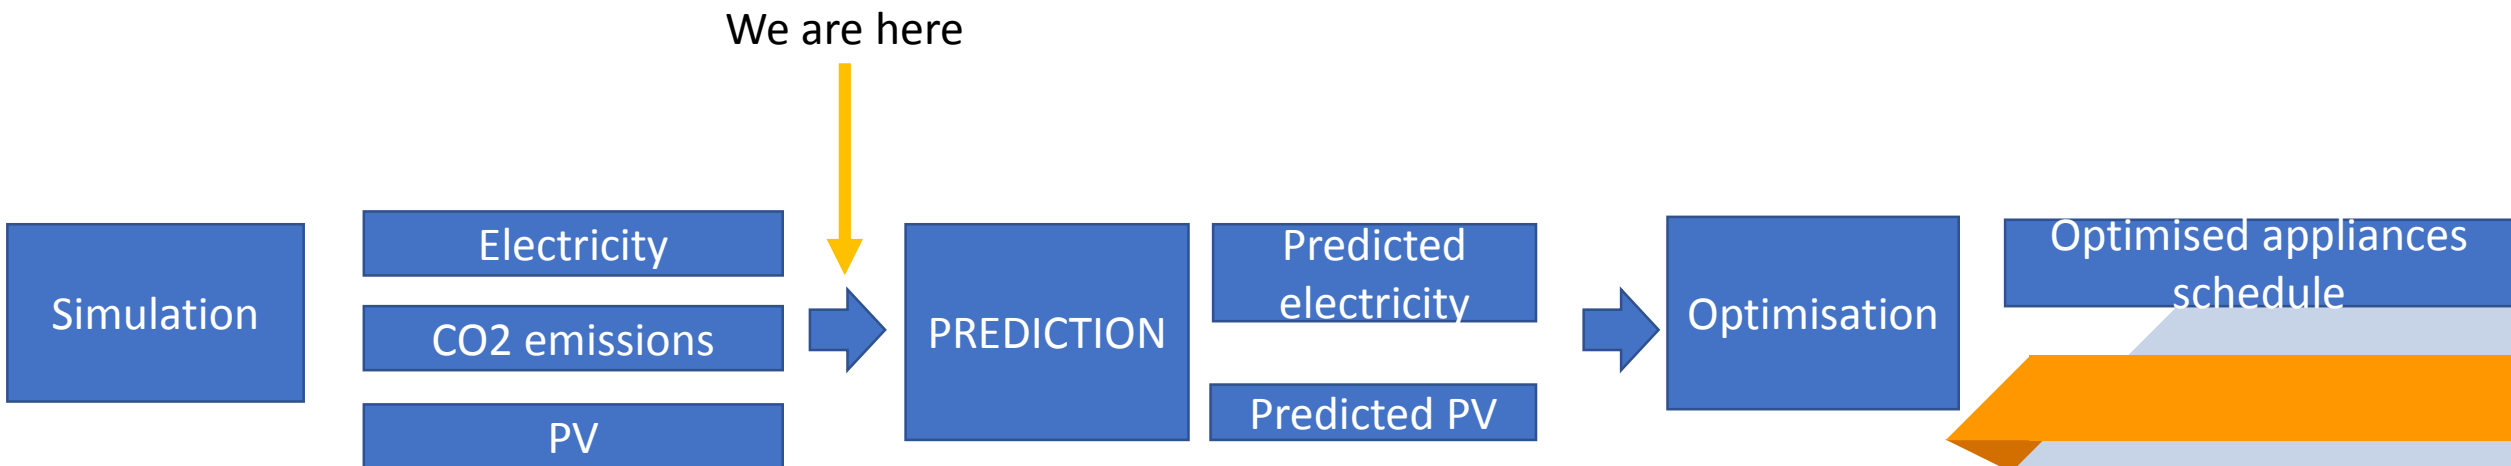 We are here
Simulation
Electricity
CO2 emissions
PV
PREDICTION
Predicted
electricity
Predicted PV
Optimisation
Optimised appliances
schedule